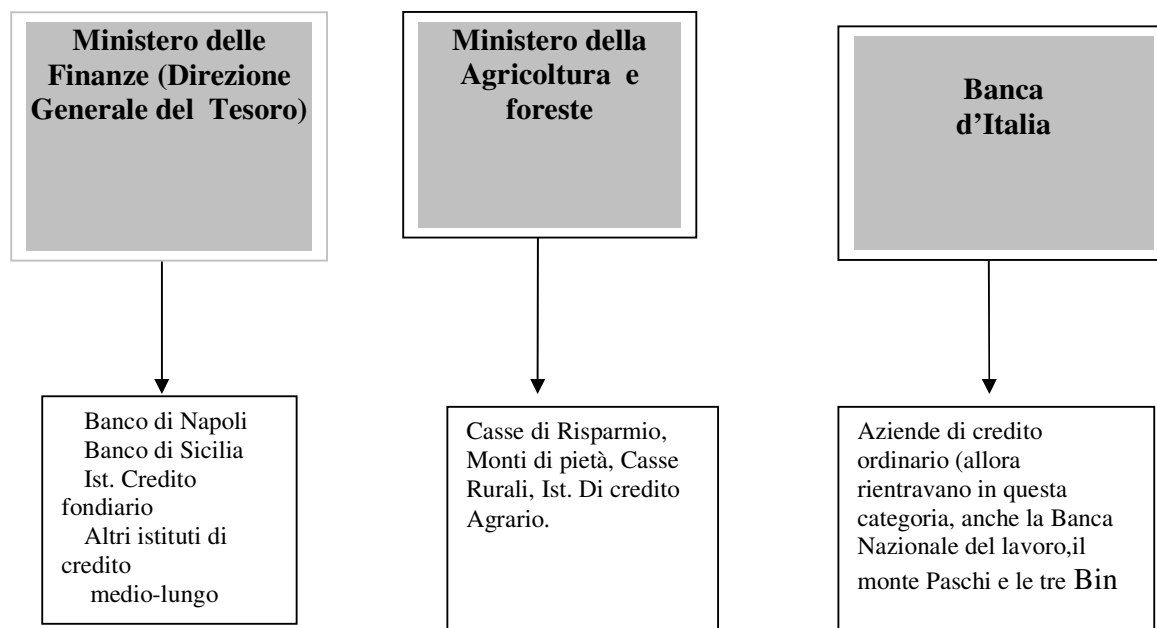 Ministero delle
Finanze (Direzione
Generale del Tesoro)
Ministero della
Agricoltura e
foreste
Banca
d’Italia
Banco di Napoli
Banco di Sicilia
Ist. Credito
fondiario
Altri istituti di
credito
medio-lungo
Casse di Risparmio,
Monti di pietà, Casse
Rurali, Ist. Di credito
Agrario.
Aziende di credito
ordinario (allora
rientravano in questa
categoria, anche la Banca
Nazionale del lavoro,il
monte Paschi e le tre Bin